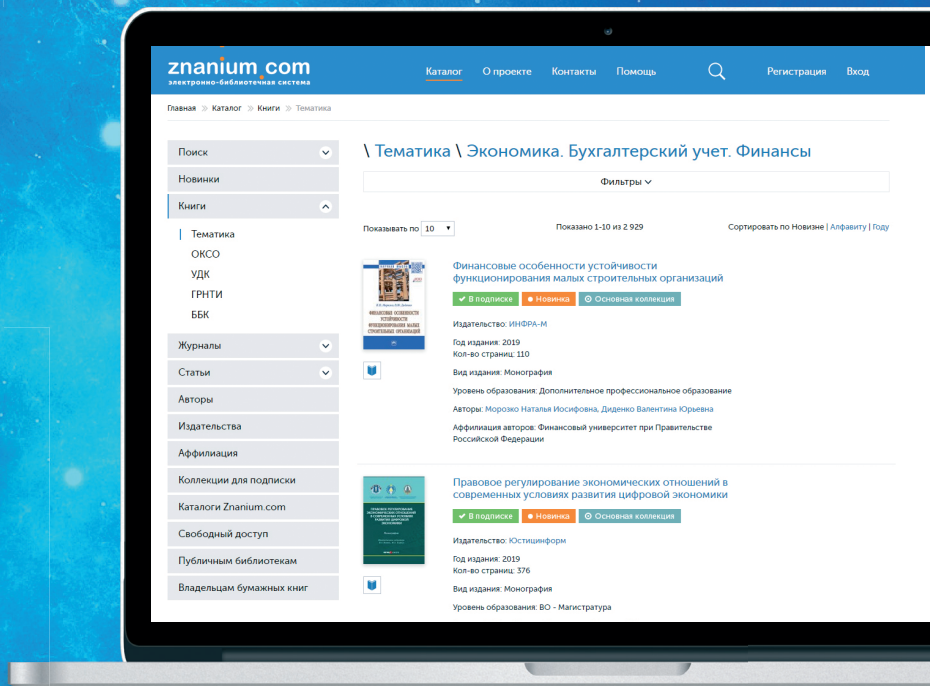 znanium.com
электронно-библиотечная система
Каталог О проекте Контакты Помощь Регистрация Вход
Главная » Каталог » Книги » Тематика
Поиск
Новинки
Книги
Тематика
ОКСО
УДК
ГРНТИ
ББК
Журналы
Статьи
Авторы
Издательства
Аффилиация
Коллекции для подписки
Каталоги Znanium.com
Свободный доступ
Публичным библиотекам
Владельцам бумажных книг
\ Тематика \ Экономика. Бухгалтерский учет. Финансы
Фильтры
Показывать по 10 Показано 1-10 из 2 929 Сортировать по Новизне | Алфавиту | Году
ФИНАНСОВЫЕ ОСОБЕННОСТИ
УСТОЙЧИВОСТИ
ФУНКЦИОНИРОВАНИЯ МАЛЫХ
СТРОИТЕЛЬНЫХ ОРГАНИЗАЦИЙ
Финансовые особенности устойчивости
функционирования малых строительных организаций
В подписке Новинка Основная коллекция
Издательство: ИНФРА-М
Год издания: 2019
Кол-во страниц: 110
Вид издания: Монография
Уровень образования: Дополнительное профессиональное образование
Авторы: Морозко Наталья Иосифовна, Диденко Валентина Юрьевна
Аффилиация авторов: Финансовый университет при Правительстве
Российской Федерации
Правовое регулирование экономических отношений в
современных условиях развития цифровой экономики
В подписке Новинка Основная коллекция
Издательство: Юстицинформ
Год издания: 2019
Кол-во страниц: 376
Вид издания: Монография
Уровень образования: ВО - Магистратура